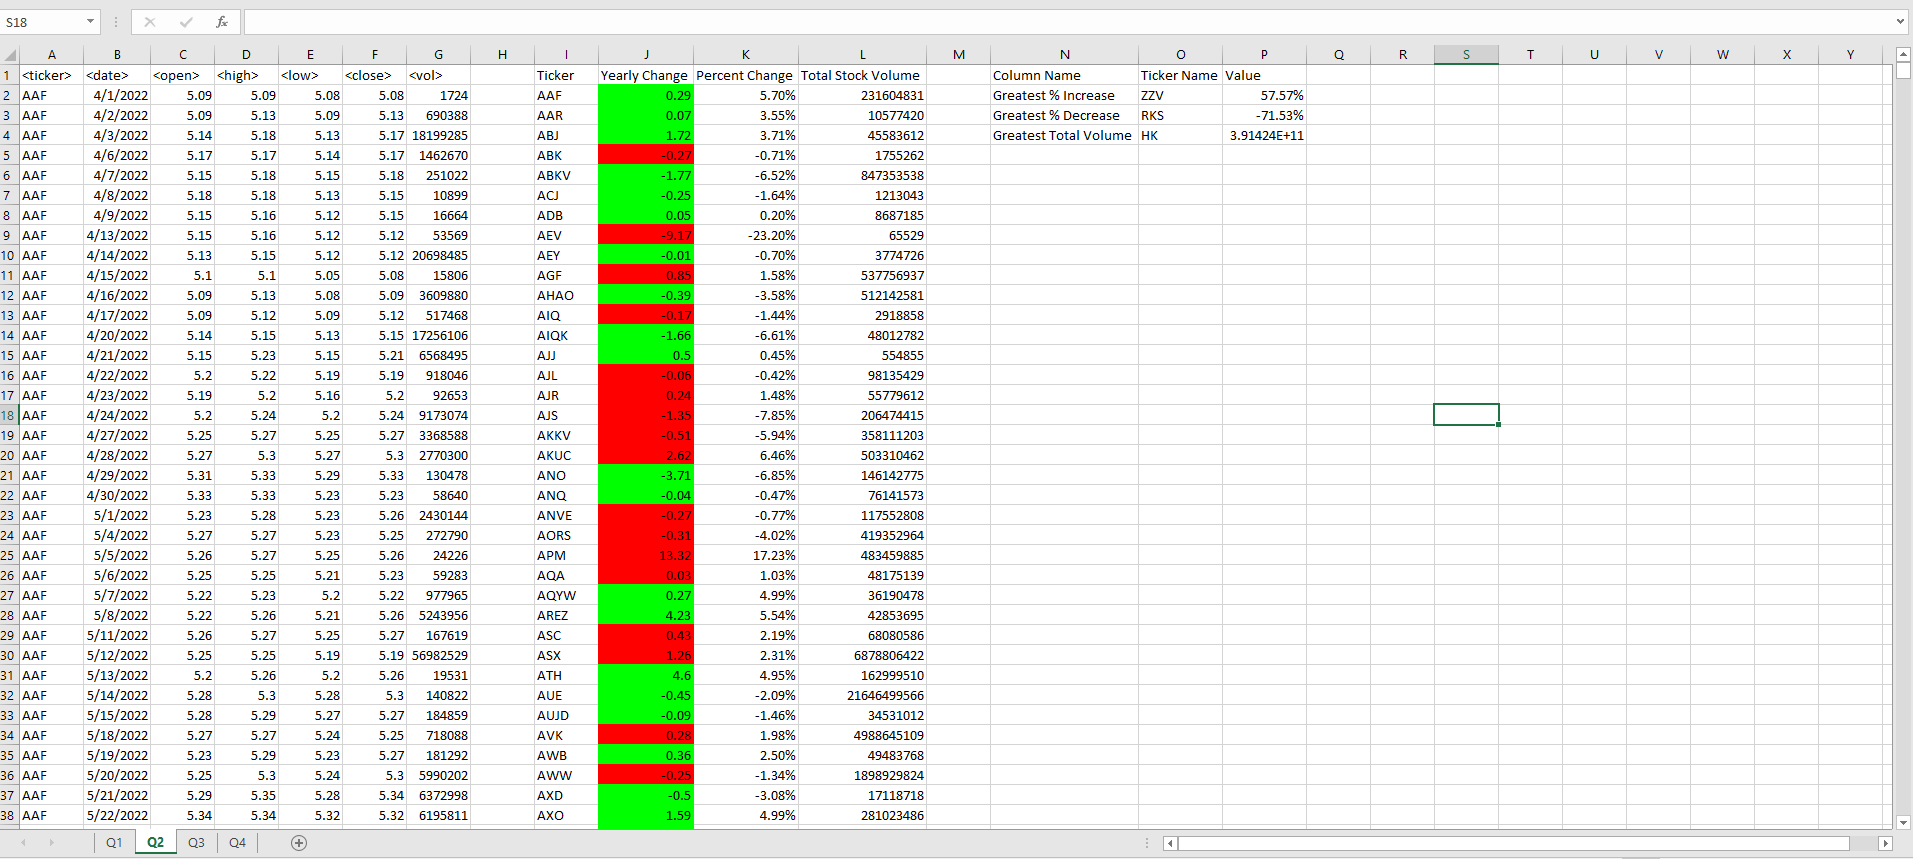 S18 fx
A B C D E F G H I J K L M N O P Q R S T U V W X Y
1 <ticker> <date> <open> <high> <low> <close> <vol> Ticker Yearly Change Percent Change Total Stock Volume Column Name Ticker Name Value
2 AAF 4/1/2022 5.09 5.09 5.08 5.08 1724 AAF 0.29 5.70% 231604831 Greatest % Increase ZZV 57.57%
3 AAF 4/2/2022 5.09 5.13 5.09 5.13 690388 AAR 0.07 3.55% 10577420 Greatest % Decrease RKS -71.53%
4 AAF 4/3/2022 5.14 5.18 5.13 5.17 18199285 ABJ 1.72 3.71% 45583612 Greatest Total Volume HK 3.91424E+11
5 AAF 4/6/2022 5.17 5.17 5.14 5.17 1462670 ABK -0.27 -0.71% 1755262
6 AAF 4/7/2022 5.15 5.18 5.15 5.18 251022 ABKV -1.77 -6.52% 847353538
7 AAF 4/8/2022 5.18 5.18 5.13 5.15 10899 ACJ -0.25 -1.64% 1213043
8 AAF 4/9/2022 5.15 5.16 5.12 5.15 16664 ADB 0.05 0.20% 8687185
9 AAF 4/13/2022 5.15 5.16 5.12 5.12 53569 AEV -9.17 -23.20% 65529
10 AAF 4/14/2022 5.13 5.15 5.12 5.12 20698485 AEY -0.01 -0.70% 3774726
11 AAF 4/15/2022 5.1 5.1 5.05 5.08 15806 AGF 0.85 1.58% 537756937
12 AAF 4/16/2022 5.09 5.13 5.08 5.09 3609880 AHAO -0.39 -3.58% 512142581
13 AAF 4/17/2022 5.09 5.12 5.09 5.12 517468 AIQ -0.17 -1.44% 2918858
14 AAF 4/20/2022 5.14 5.15 5.13 5.15 17256106 AIQK -1.66 -6.61% 48012782
15 AAF 4/21/2022 5.15 5.23 5.15 5.21 6568495 AJJ 0.5 0.45% 554855
16 AAF 4/22/2022 5.2 5.22 5.19 5.19 918046 AJL -0.06 -0.42% 98135429
17 AAF 4/23/2022 5.19 5.2 5.16 5.2 92653 AJR 0.24 1.48% 55779612
18 AAF 4/24/2022 5.2 5.24 5.2 5.24 9173074 AJS -1.35 -7.85% 206474415
19 AAF 4/27/2022 5.25 5.27 5.25 5.27 3368588 AKKV -0.51 -5.94% 358111203
20 AAF 4/28/2022 5.27 5.3 5.27 5.3 2770300 AKUC 2.62 6.46% 503310462
21 AAF 4/29/2022 5.31 5.33 5.29 5.33 130478 ANO -3.71 -6.85% 146142775
22 AAF 4/30/2022 5.33 5.33 5.23 5.23 58640 ANQ -0.04 -0.47% 76141573
23 AAF 5/1/2022 5.23 5.28 5.23 5.26 2430144 ANVE -0.27 -0.77% 117552808
24 AAF 5/4/2022 5.27 5.27 5.23 5.25 272790 AORS -0.31 -4.02% 419352964
25 AAF 5/5/2022 5.26 5.27 5.25 5.26 24226 APM 13.32 17.23% 483459885
26 AAF 5/6/2022 5.25 5.25 5.21 5.23 59283 AQA 0.03 1.03% 48175139
27 AAF 5/7/2022 5.22 5.23 5.2 5.22 977965 AQYW 0.27 4.99% 36190478
28 AAF 5/8/2022 5.22 5.26 5.21 5.26 5243956 AREZ 4.23 5.54% 42853695
29 AAF 5/11/2022 5.26 5.27 5.25 5.27 167619 ASC 0.43 2.19% 68080586
30 AAF 5/12/2022 5.25 5.25 5.19 5.19 56982529 ASX 1.26 2.31% 6878806422
31 AAF 5/13/2022 5.2 5.26 5.2 5.26 19531 ATH 4.6 4.95% 162999510
32 AAF 5/14/2022 5.28 5.3 5.28 5.3 140822 AUE -0.45 -2.09% 21646499566
33 AAF 5/15/2022 5.28 5.29 5.27 5.27 184859 AUJD -0.09 -1.46% 34531012
34 AAF 5/18/2022 5.27 5.27 5.24 5.25 718088 AVK 0.28 1.98% 4988645109
35 AAF 5/19/2022 5.23 5.29 5.23 5.27 181292 AWB 0.36 2.50% 49483768
36 AAF 5/20/2022 5.25 5.3 5.24 5.3 5990202 AWW -0.25 -1.34% 1898929824
37 AAF 5/21/2022 5.29 5.35 5.28 5.34 6372998 AXD -0.5 -3.08% 17118718
38 AAF 5/22/2022 5.34 5.34 5.32 5.32 6195811 AXO 1.59 4.99% 281023486
Q1 Q2 Q3 Q4